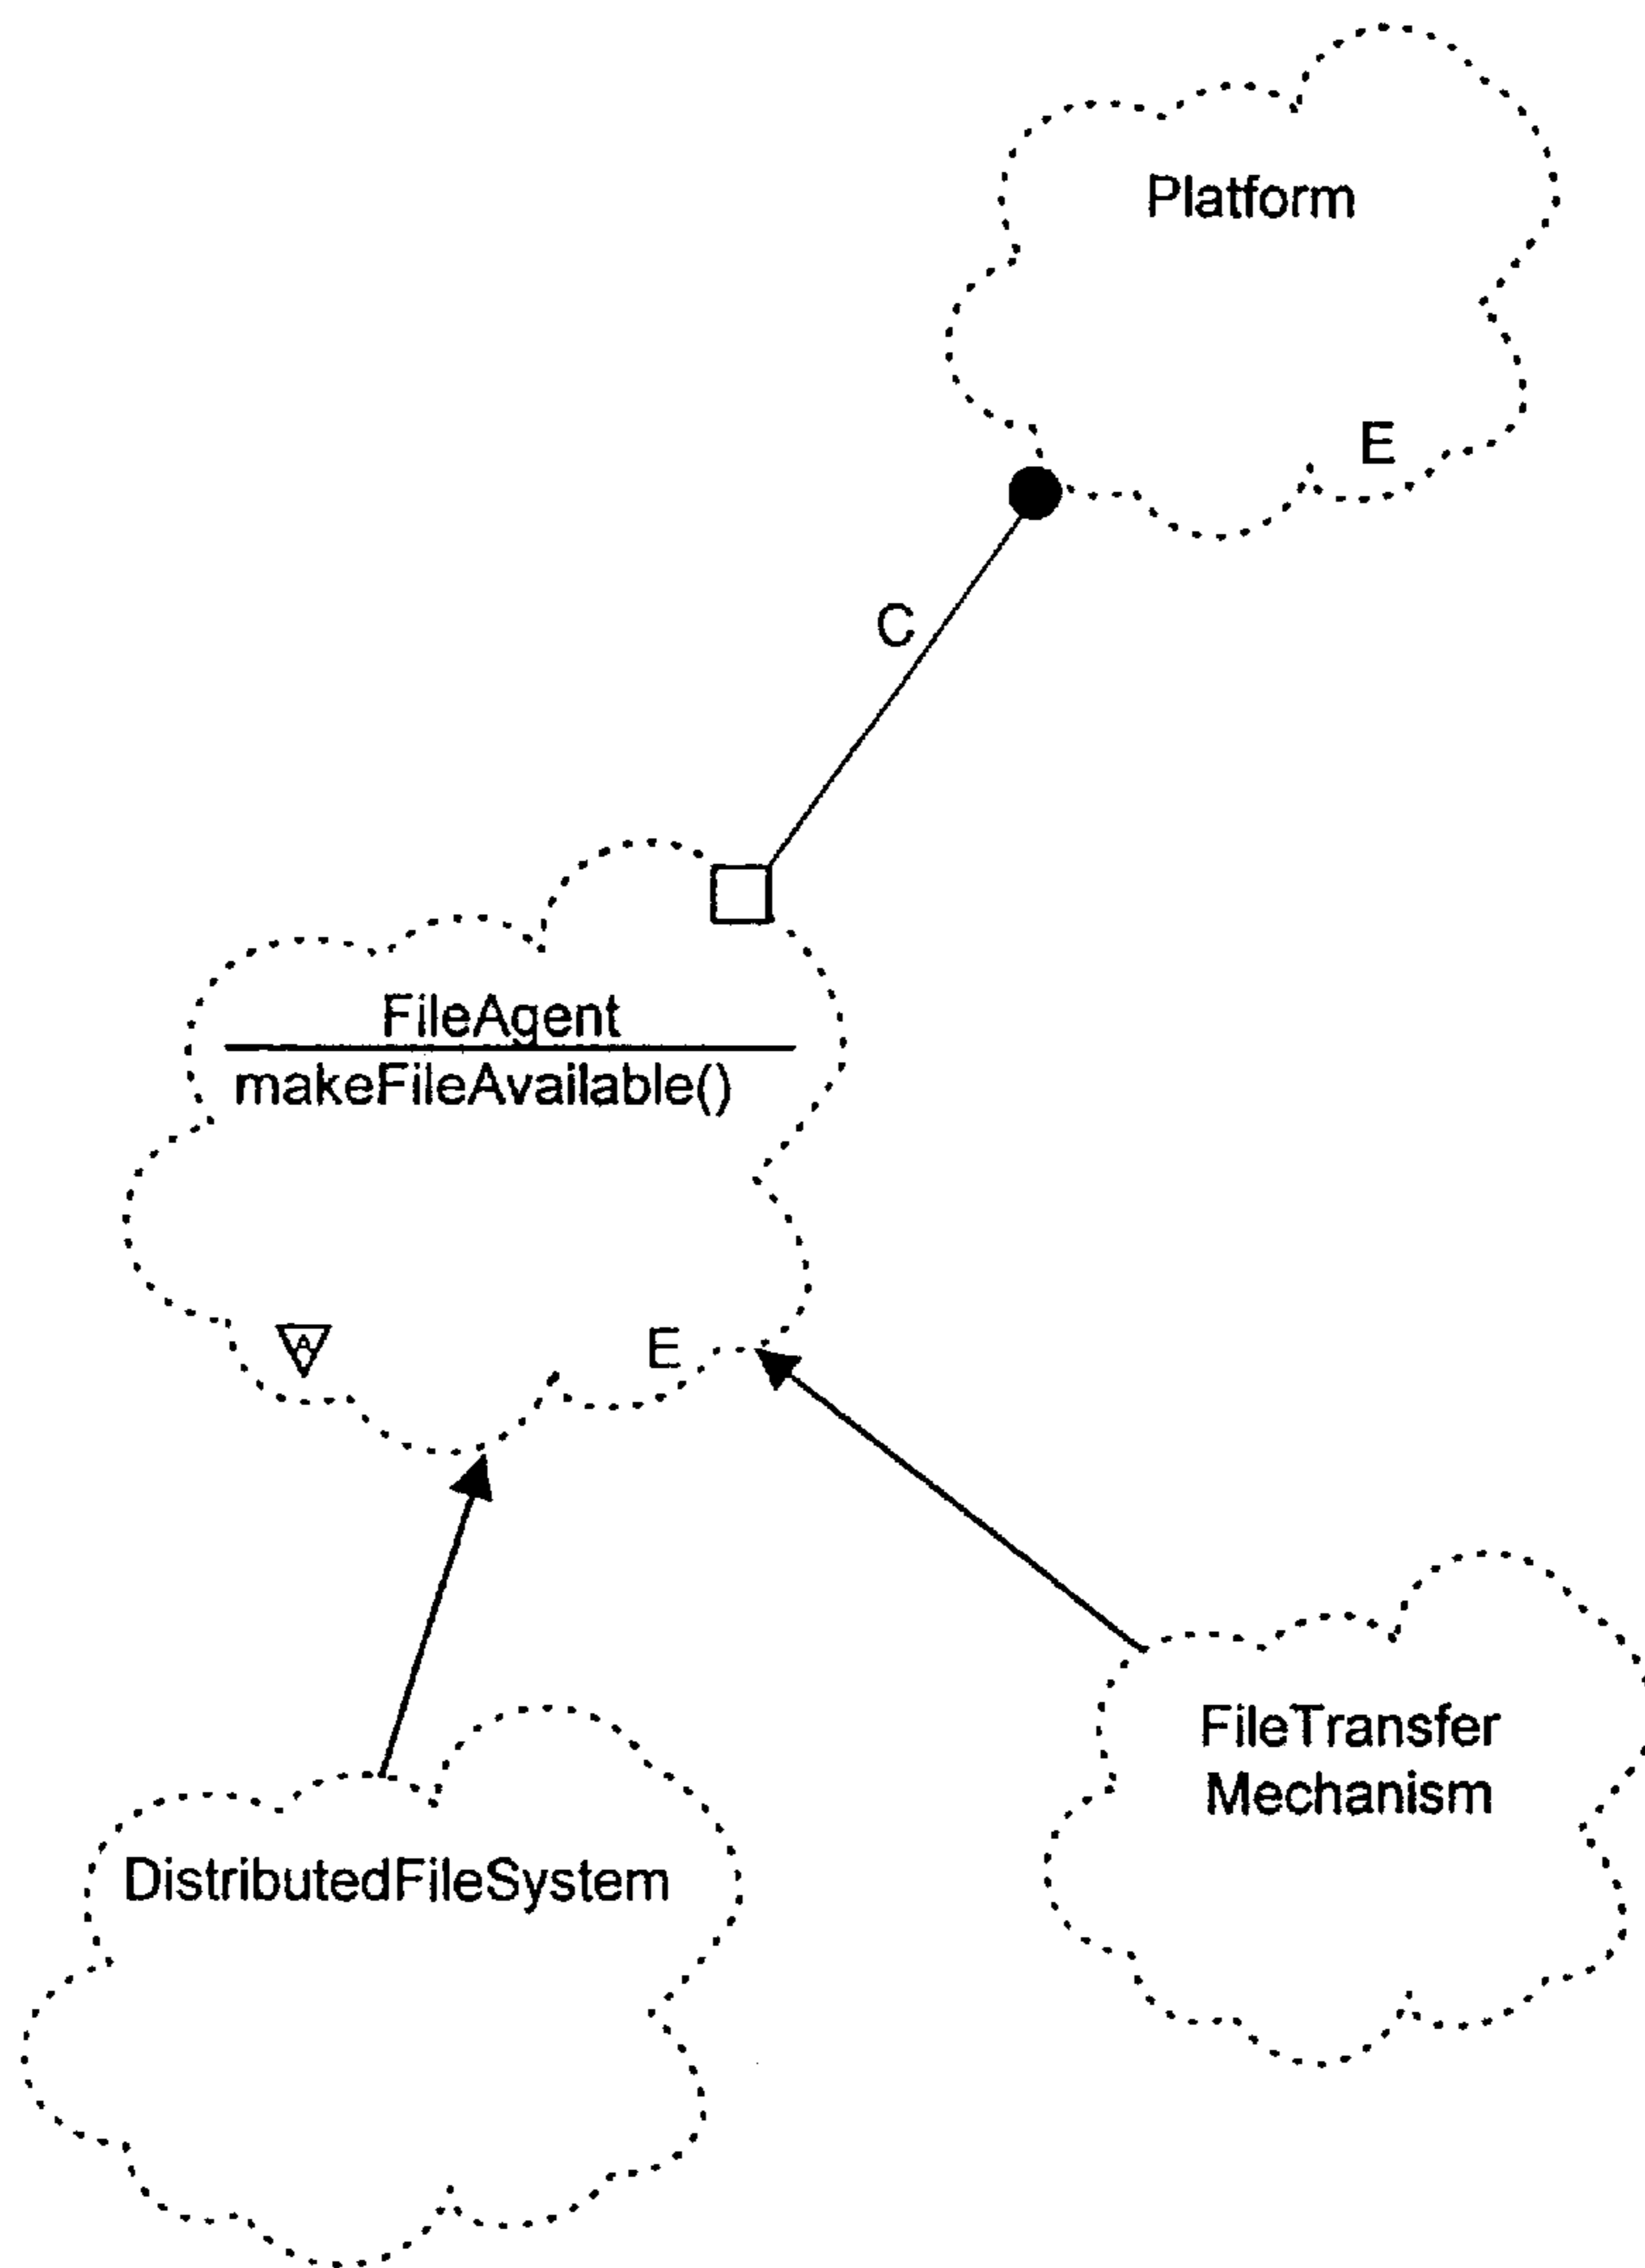 Platform
E
C
FileAgent
makeFileAvailable()
A
E
FileTransfer
Mechanism
DistributedFileSystem